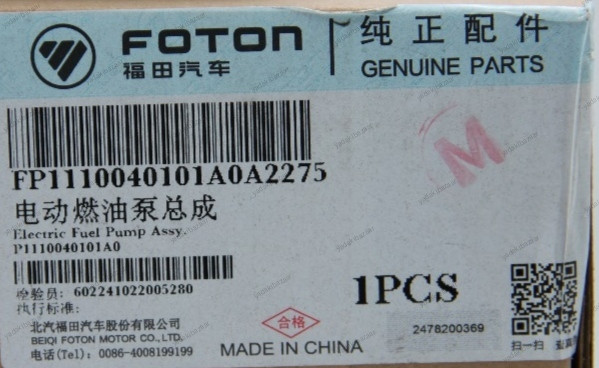 FOTON
福田汽车
纯正配件
GENUINE PARTS
FP1110040101A0A2275
M
电动燃油泵总成
Electric Fuel Pump Assy.
P1110040101A0
检验员: 602241022005280
执行标准:
1PCS
北汽福田汽车股份有限公司
BEIQI FOTON MOTOR CO., LTD.
电话(Tel): 0086-4008199199
合格
MADE IN CHINA
2478200369
扫一扫